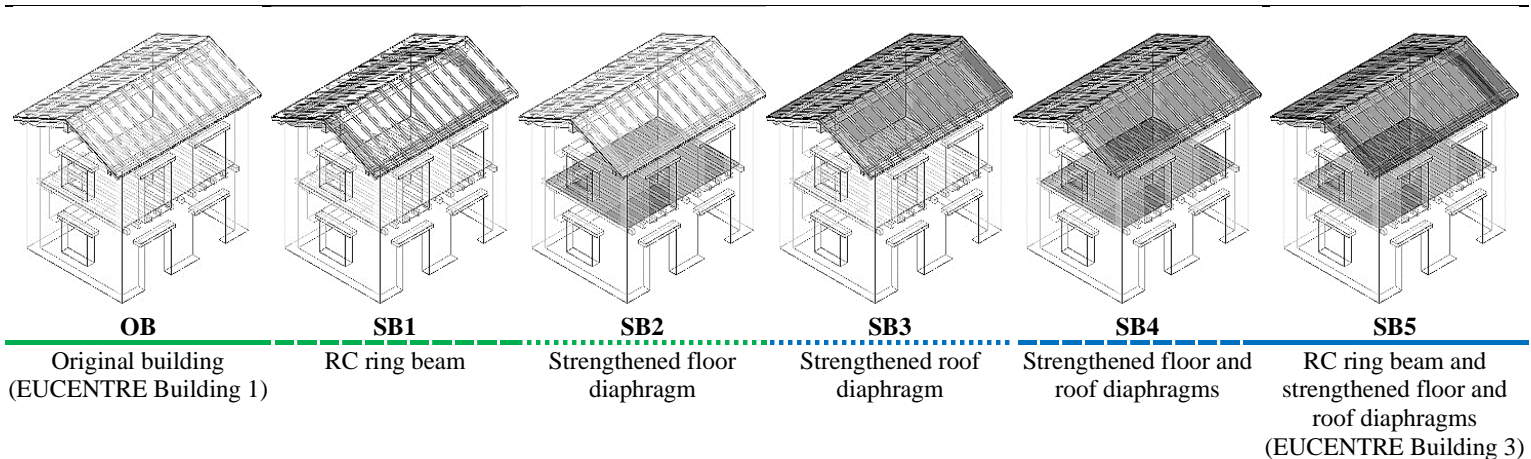 OB
Original building
(EUCENTRE Building 1)
SB1
RC ring beam
SB2
Strengthened floor
diaphragm
SB3
Strengthened roof
diaphragm
SB4
Strengthened floor and
roof diaphragms
SB5
RC ring beam and
strengthened floor and
roof diaphragms
(EUCENTRE Building 3)